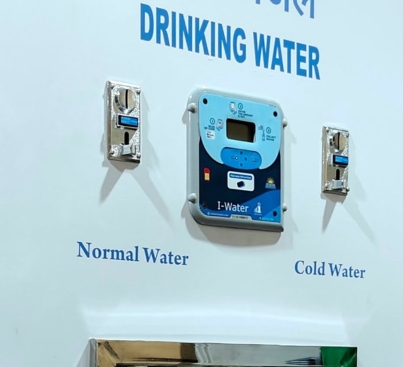 DRINKING WATER
I-Water
Normal Water
Cold Water